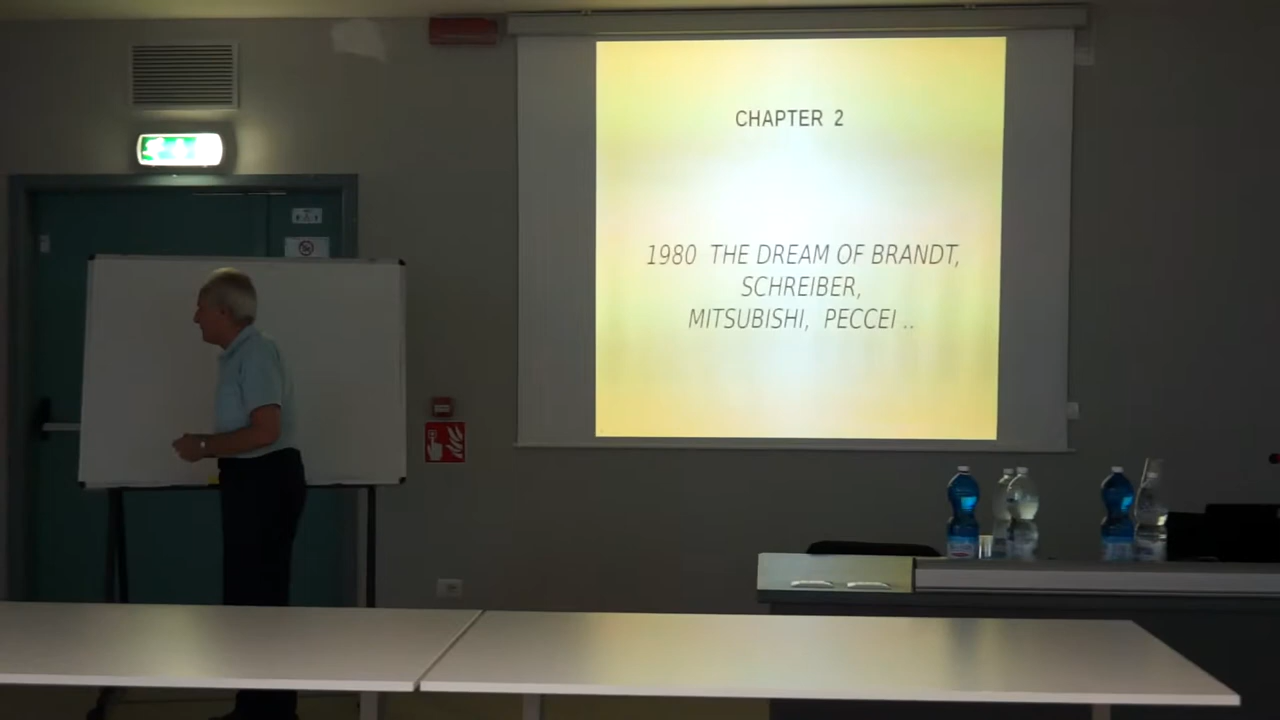 CHAPTER 2
1980 THE DREAM OF BRANDT,
SCHREIBER,
MITSUBISHI, PECCEI ..